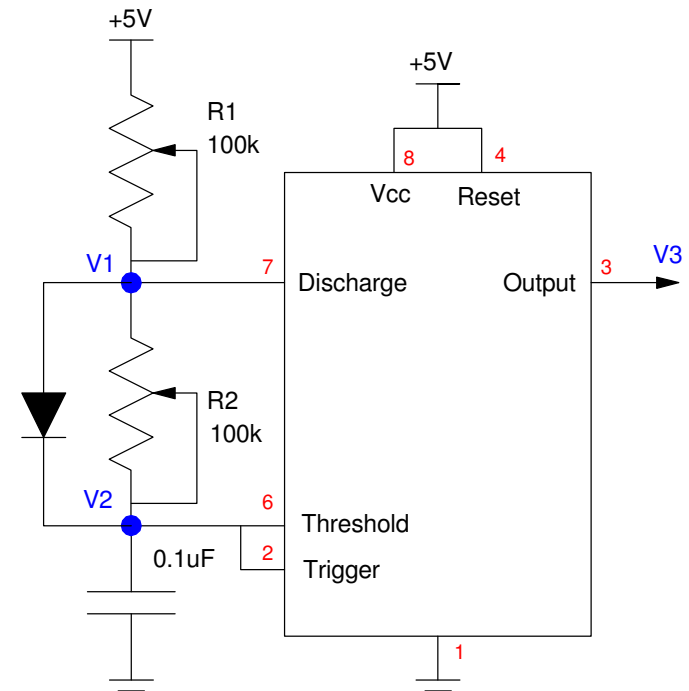 +5V
+5V
R1
100k
8
4
Vcc
Reset
V1
7
Discharge
Output
3
V3
R2
100k
V2
6
Threshold
0.1uF
2
Trigger
1